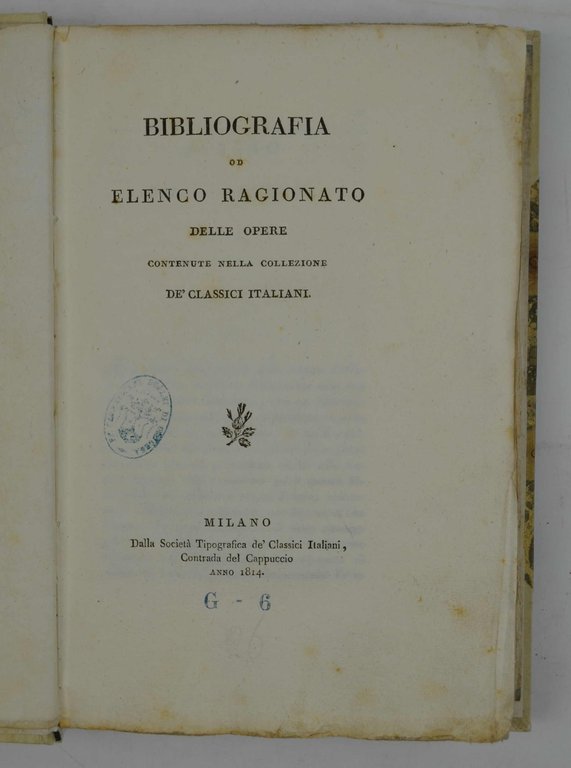 BIBLIOGRAFIA
OD
ELENCO RAGIONATO
DELLE OPERE
CONTENUTE NELLA COLLEZIONE
DE' CLASSICI ITALIANI.
MILANO
Dalla Società Tipografica de' Classici Italiani,
Contrada del Cappuccio
ANNO 1814.
G - 6